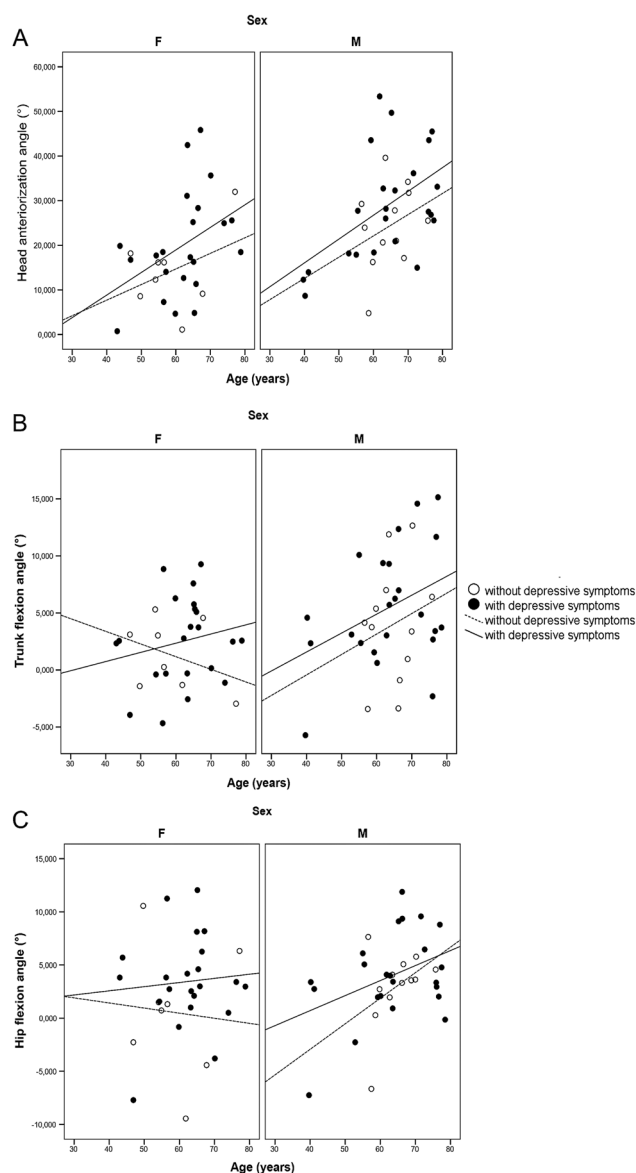 A
Sex
F M
Head anteriorization angle (°)
60,000
50,000
40,000
30,000
20,000
10,000
0,000
30 40 50 60 70 80 30 40 50 60 70 80
Age (years)
B
Sex
F M
Trunk flexion angle (°)
15,000
10,000
5,000
0,000
-5,000
30 40 50 60 70 80 30 40 50 60 70 80
Age (years)
without depressive symptoms
with depressive symptoms
without depressive symptoms
with depressive symptoms
C
Sex
F M
Hip flexion angle (°)
15,000
10,000
5,000
0,000
-5,000
-10,000
30 40 50 60 70 80 30 40 50 60 70 80
Age (years)